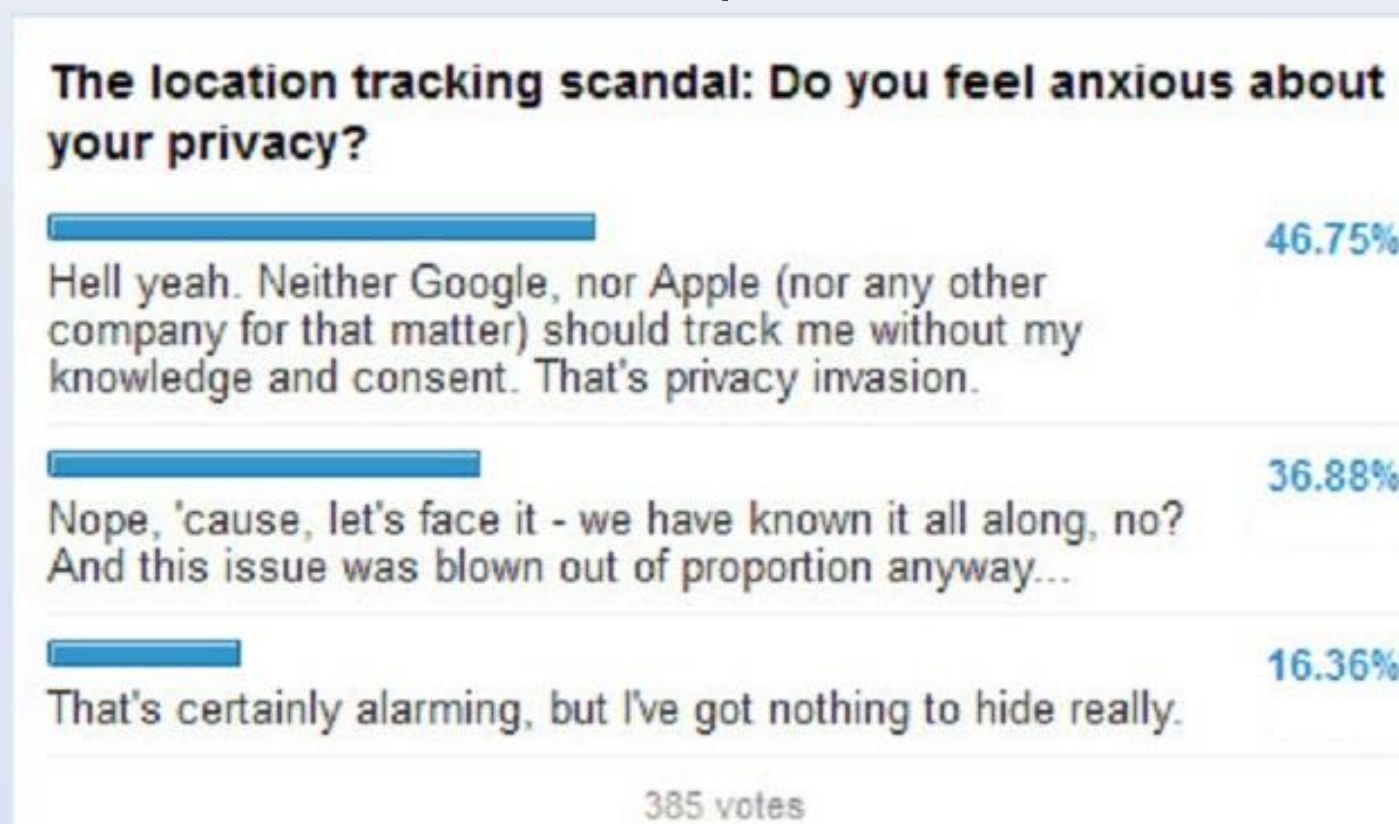 The location tracking scandal: Do you feel anxious about
your privacy?
46.75%
Hell yeah. Neither Google, nor Apple (nor any other
company for that matter) should track me without my
knowledge and consent. That's privacy invasion.
36.88%
Nope, 'cause, let's face it - we have known it all along, no?
And this issue was blown out of proportion anyway...
16.36%
That's certainly alarming, but I've got nothing to hide really.
385 votes